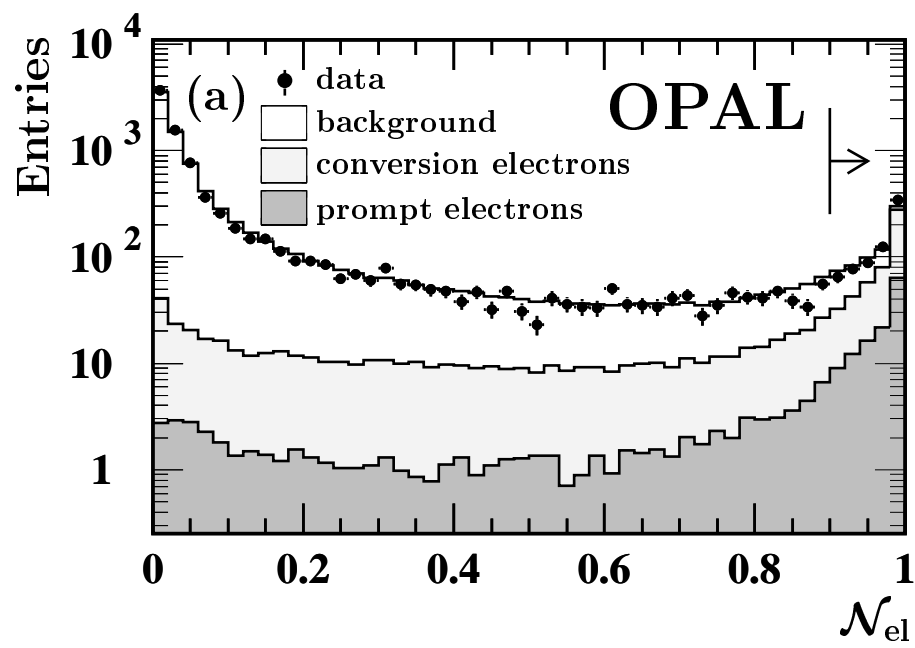 Entries
10 4
10 3
10 2
10
1
(a)
data
background
conversion electrons
prompt electrons
OPAL
0 0.2 0.4 0.6 0.8 1
𝒩el